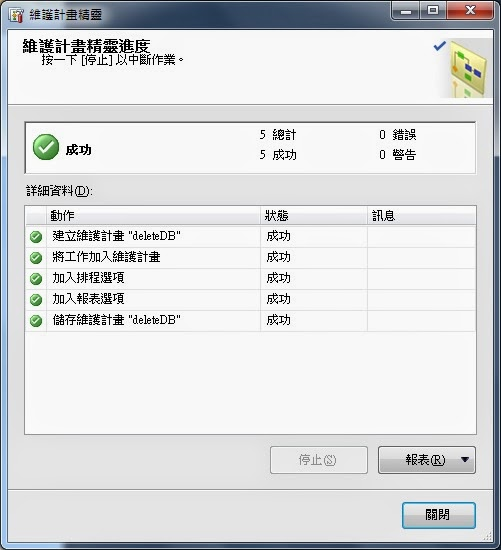 維護計畫精靈
維護計畫精靈進度
按一下 [停止] 以中斷作業。
成功
5 總計
0 錯誤
5 成功
0 警告
詳細資料(D):
動作 狀態 訊息
建立維護計畫 "deleteDB" 成功
將工作加入維護計畫 成功
加入排程選項 成功
加入報表選項 成功
儲存維護計畫 "deleteDB" 成功
停止(S) 報表(R)
關閉